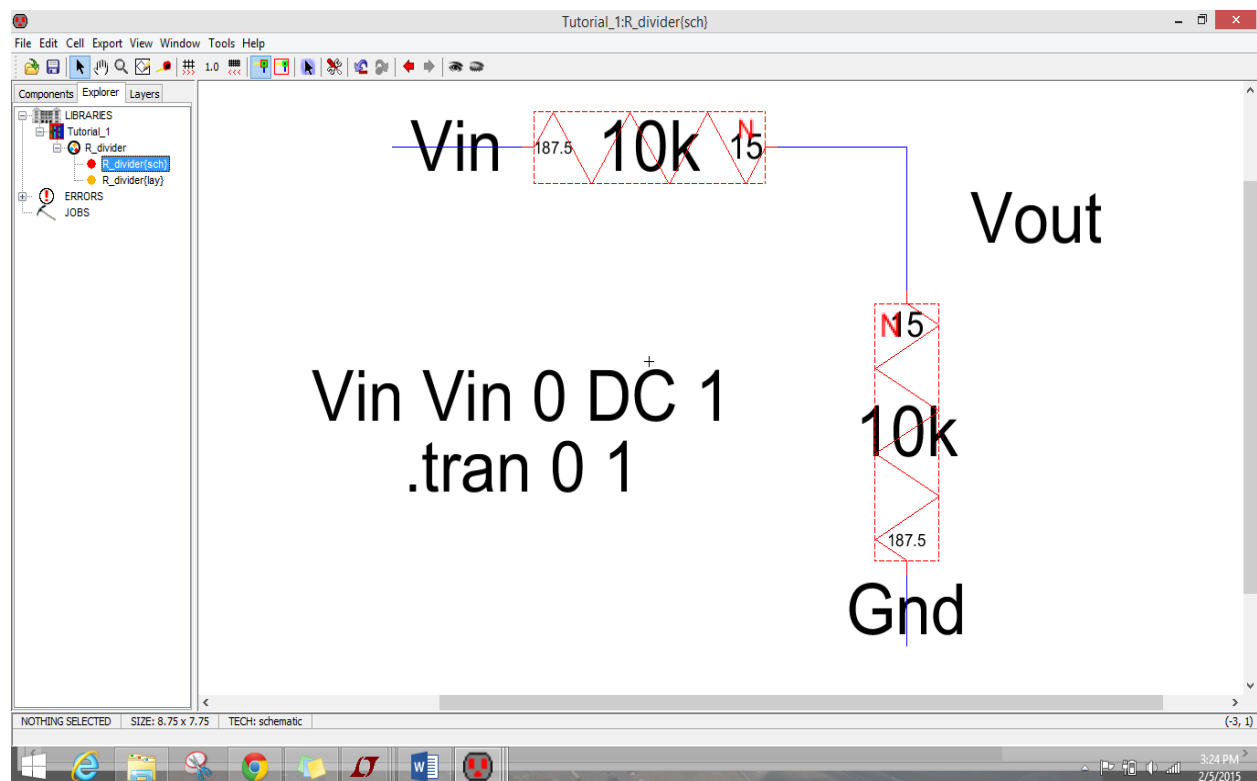 Tutorial_1:R_divider{sch}
File Edit Cell Export View Window Tools Help
1.0
Components Explorer Layers
LIBRARIES
Tutorial_1
R_divider
R_divider{sch}
R_divider{lay}
ERRORS
JOBS
Vin
187.5
10k
N
15
Vout
N
15
10k
187.5
Gnd
Vin Vin 0 DC 1
.tran 0 1
NOTHING SELECTED SIZE: 8.75 x 7.75 TECH: schematic (-3, 1)
3:24 PM
2/5/2015